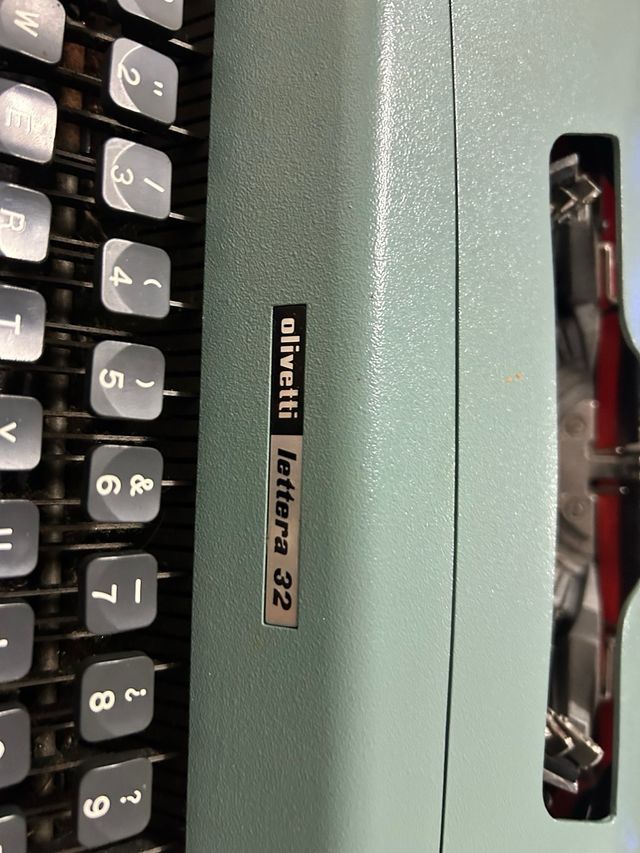 olivetti lettera 32
" / ( ) & _ ¿ ?
2 3 4 5 6 7 8 9
W E R T Y U